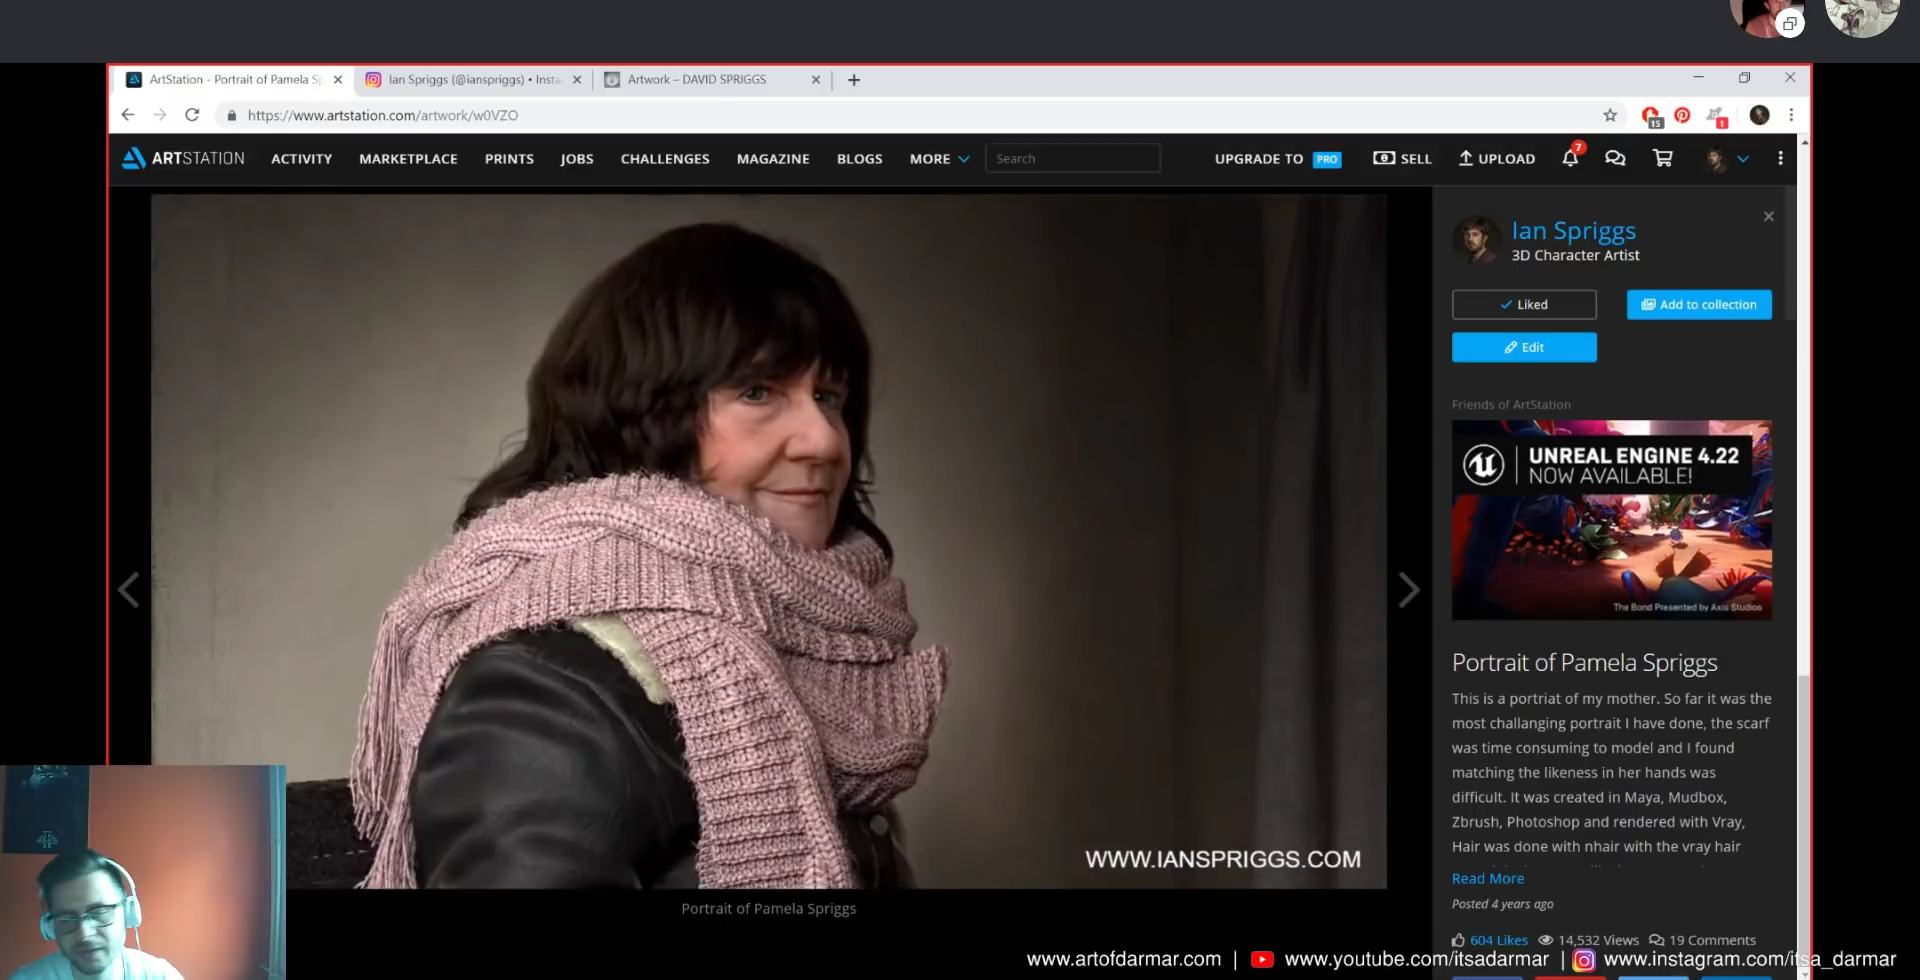 ArtStation - Portrait of Pamela Sp
Ian Spriggs (@ianspriggs) • Insta
Artwork – DAVID SPRIGGS
https://www.artstation.com/artwork/w0VZO
15
1
ARTSTATION
ACTIVITY
MARKETPLACE
PRINTS
JOBS
CHALLENGES
MAGAZINE
BLOGS
MORE
Search
UPGRADE TO PRO
SELL
UPLOAD
7
Ian Spriggs
3D Character Artist
Liked
Add to collection
Edit
Friends of ArtStation
UNREAL ENGINE 4.22
NOW AVAILABLE!
The Bond Presented by Axis Studios
Portrait of Pamela Spriggs
This is a portriat of my mother. So far it was the
most challanging portrait I have done, the scarf
was time consuming to model and I found
matching the likeness in her hands was
difficult. It was created in Maya, Mudbox,
Zbrush, Photoshop and rendered with Vray,
Hair was done with nhair with the vray hair
Read More
Posted 4 years ago
604 Likes
14,532 Views
19 Comments
WWW.IANSPRIGGS.COM
Portrait of Pamela Spriggs
www.artofdarmar.com | www.youtube.com/itsadarmar | www.instagram.com/itsa_darmar